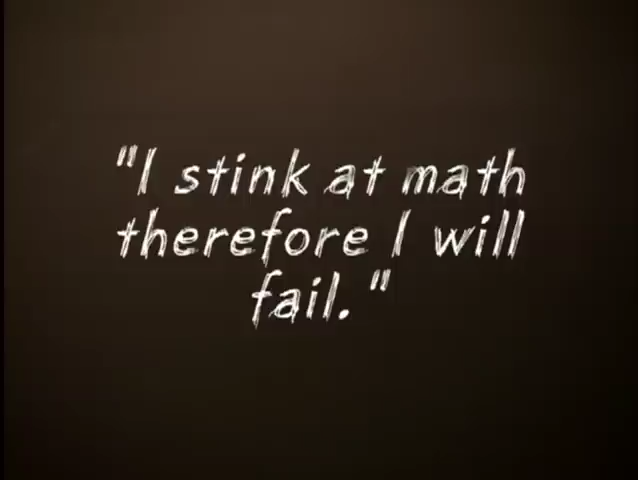 "I stink at math
therefore I will
fail."